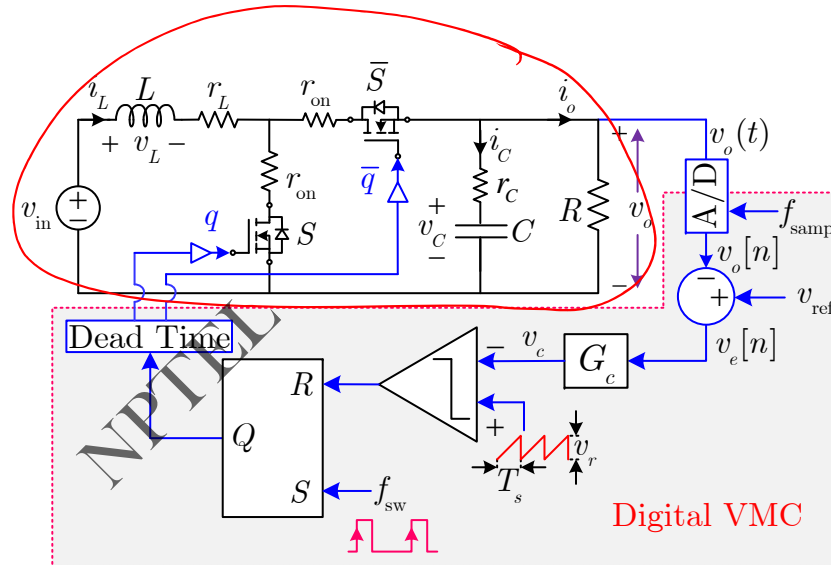 i_L L r_L r_on S̅ i_o
+ v_L −
v_in + −
r_on
q S
q̅
i_C
r_C
+ v_C − C
R
+ v_o −
v_o(t)
A/D
f_samp
v_o[n]
− +
v_ref
v_e[n]
G_c
v_c
− +
T_s v_r
Dead Time
R
Q
S
f_sw
Digital VMC
NPTEL